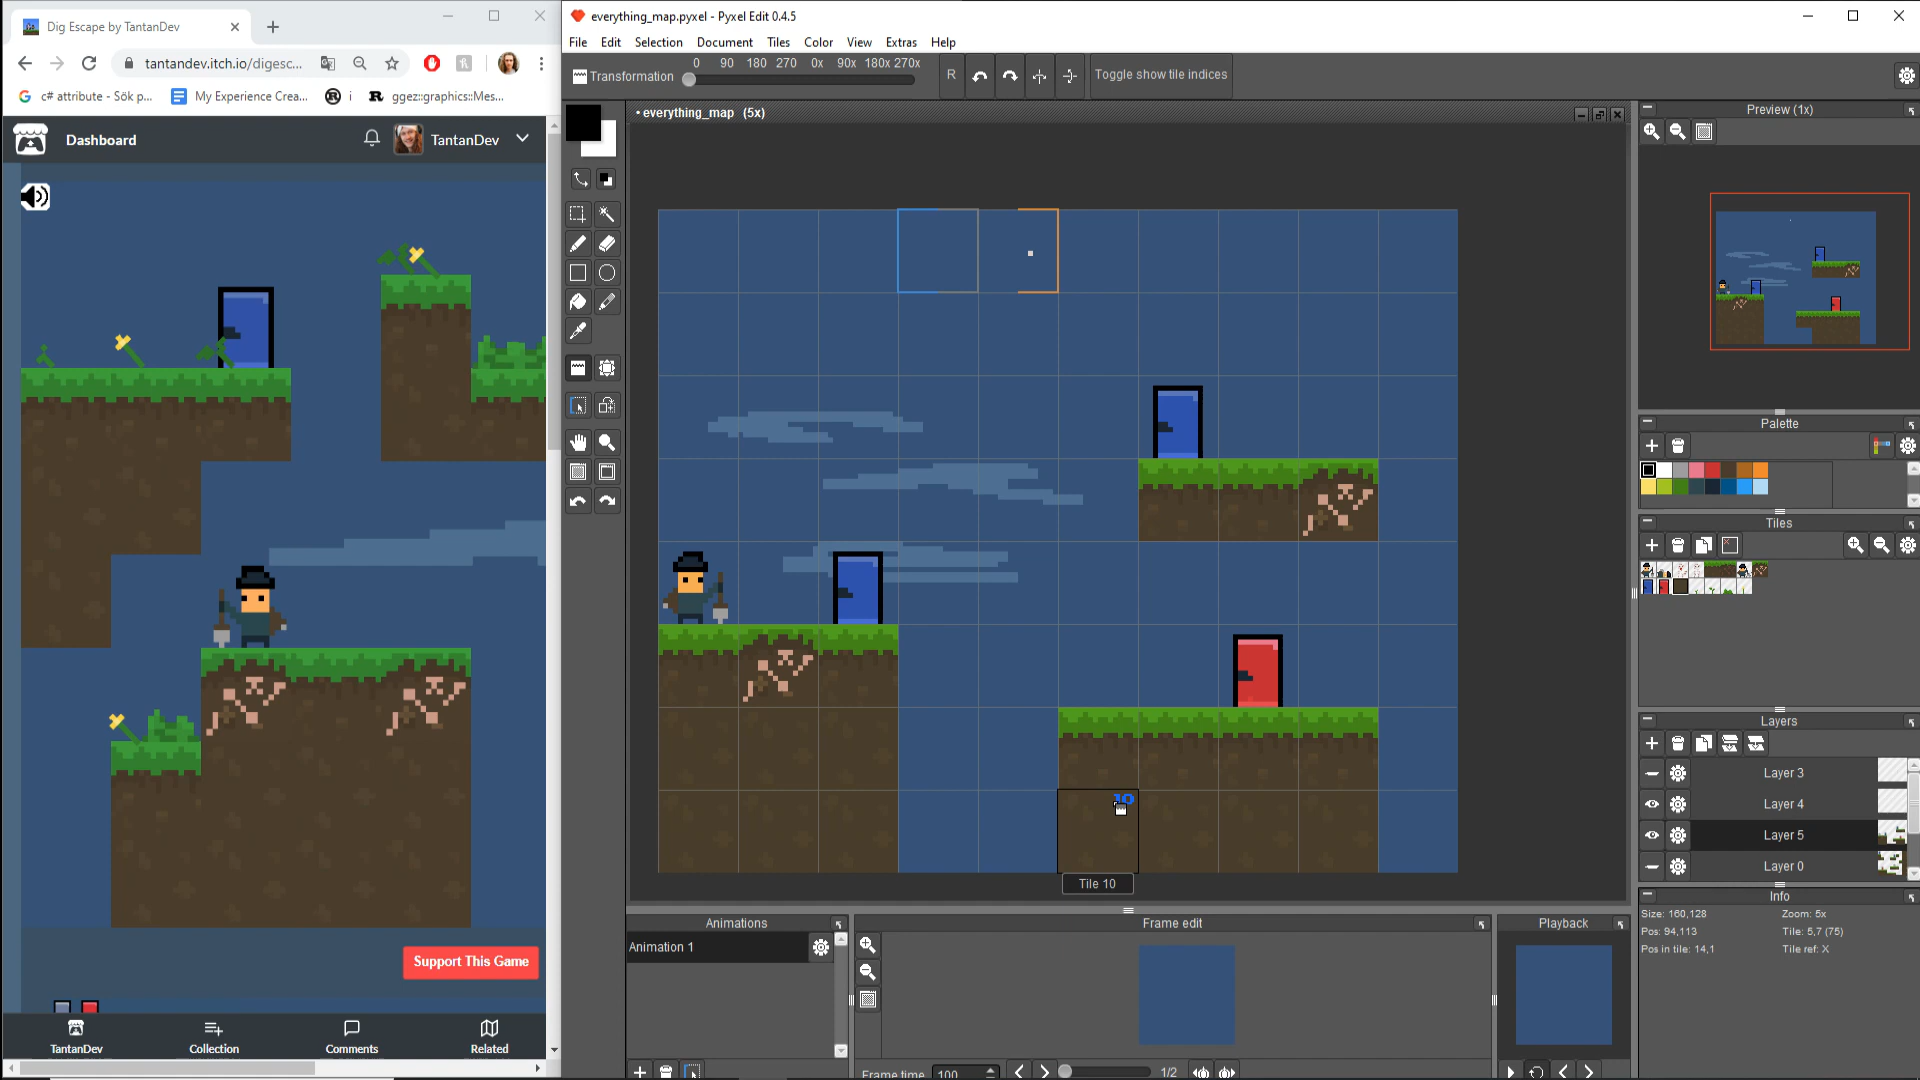 Dig Escape by TantanDev
tantandev.itch.io/digesc...
c# attribute - Sök p...
My Experience Crea...
i
ggez::graphics::Mes...
Dashboard
TantanDev
Support This Game
TantanDev
Collection
Comments
Related
everything_map.pyxel - Pyxel Edit 0.4.5
File
Edit
Selection
Document
Tiles
Color
View
Extras
Help
Transformation
0 90 180 270 0x 90x 180x 270x
R
Toggle show tile indices
• everything_map (5x)
10
Tile 10
Preview (1x)
Palette
Tiles
Layers
Layer 3
Layer 4
Layer 5
Layer 0
Info
Size: 160,128
Zoom: 5x
Pos: 94,113
Tile: 5,7 (75)
Pos in tile: 14,1
Tile ref: X
Animations
Animation 1
Frame edit
Frame time
100
1/2
Playback